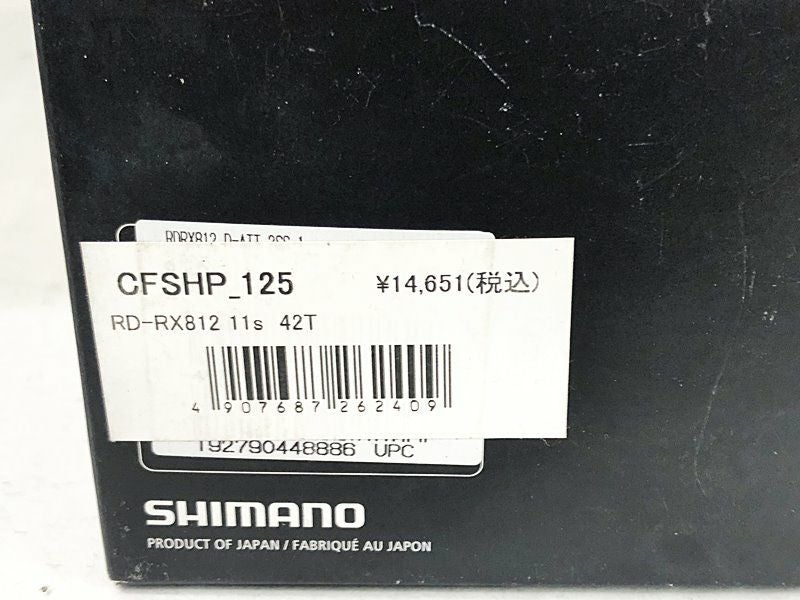 RDRX812
CFSHP_125 ¥14,651(税込)
RD-RX812 11s 42T
4 907687 262409
192790448886 UPC
SHIMANO
PRODUCT OF JAPAN / FABRIQUÉ AU JAPON